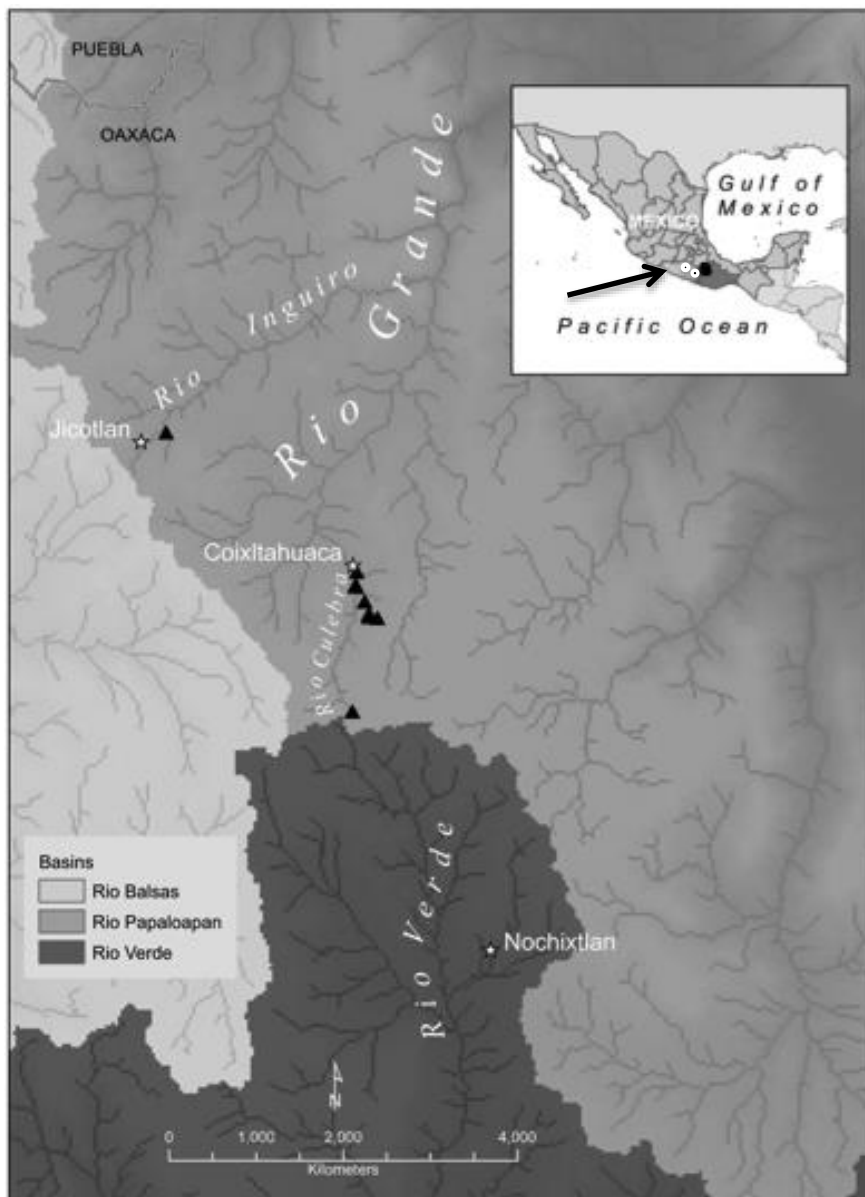 PUEBLA
OAXACA
Rio Grande
Gulf of
Mexico
MEXICO
Pacific Ocean
Rio Inguiro
Jicotlan
Coixltahuaca
Rio Culebra
Basins
Rio Balsas
Rio Papaloapan
Rio Verde
Rio Verde
Nochixtlan
N
0 1,000 2,000 4,000
Kilometers